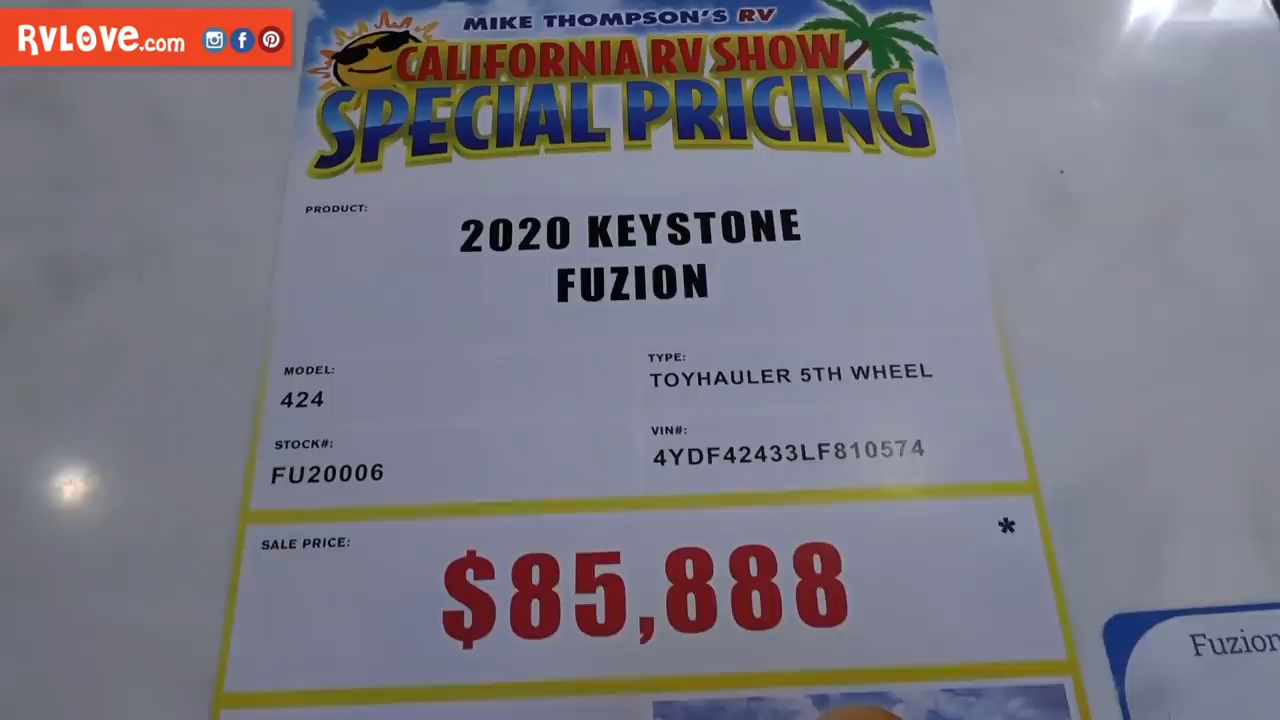 RVLOVE.com
MIKE THOMPSON'S RV
CALIFORNIA RV SHOW
SPECIAL PRICING
PRODUCT:
2020 KEYSTONE
FUZION
MODEL:
424
TYPE:
TOYHAULER 5TH WHEEL
STOCK#:
FU20006
VIN#:
4YDF42433LF810574
SALE PRICE:
$85,888
*
Fuzion